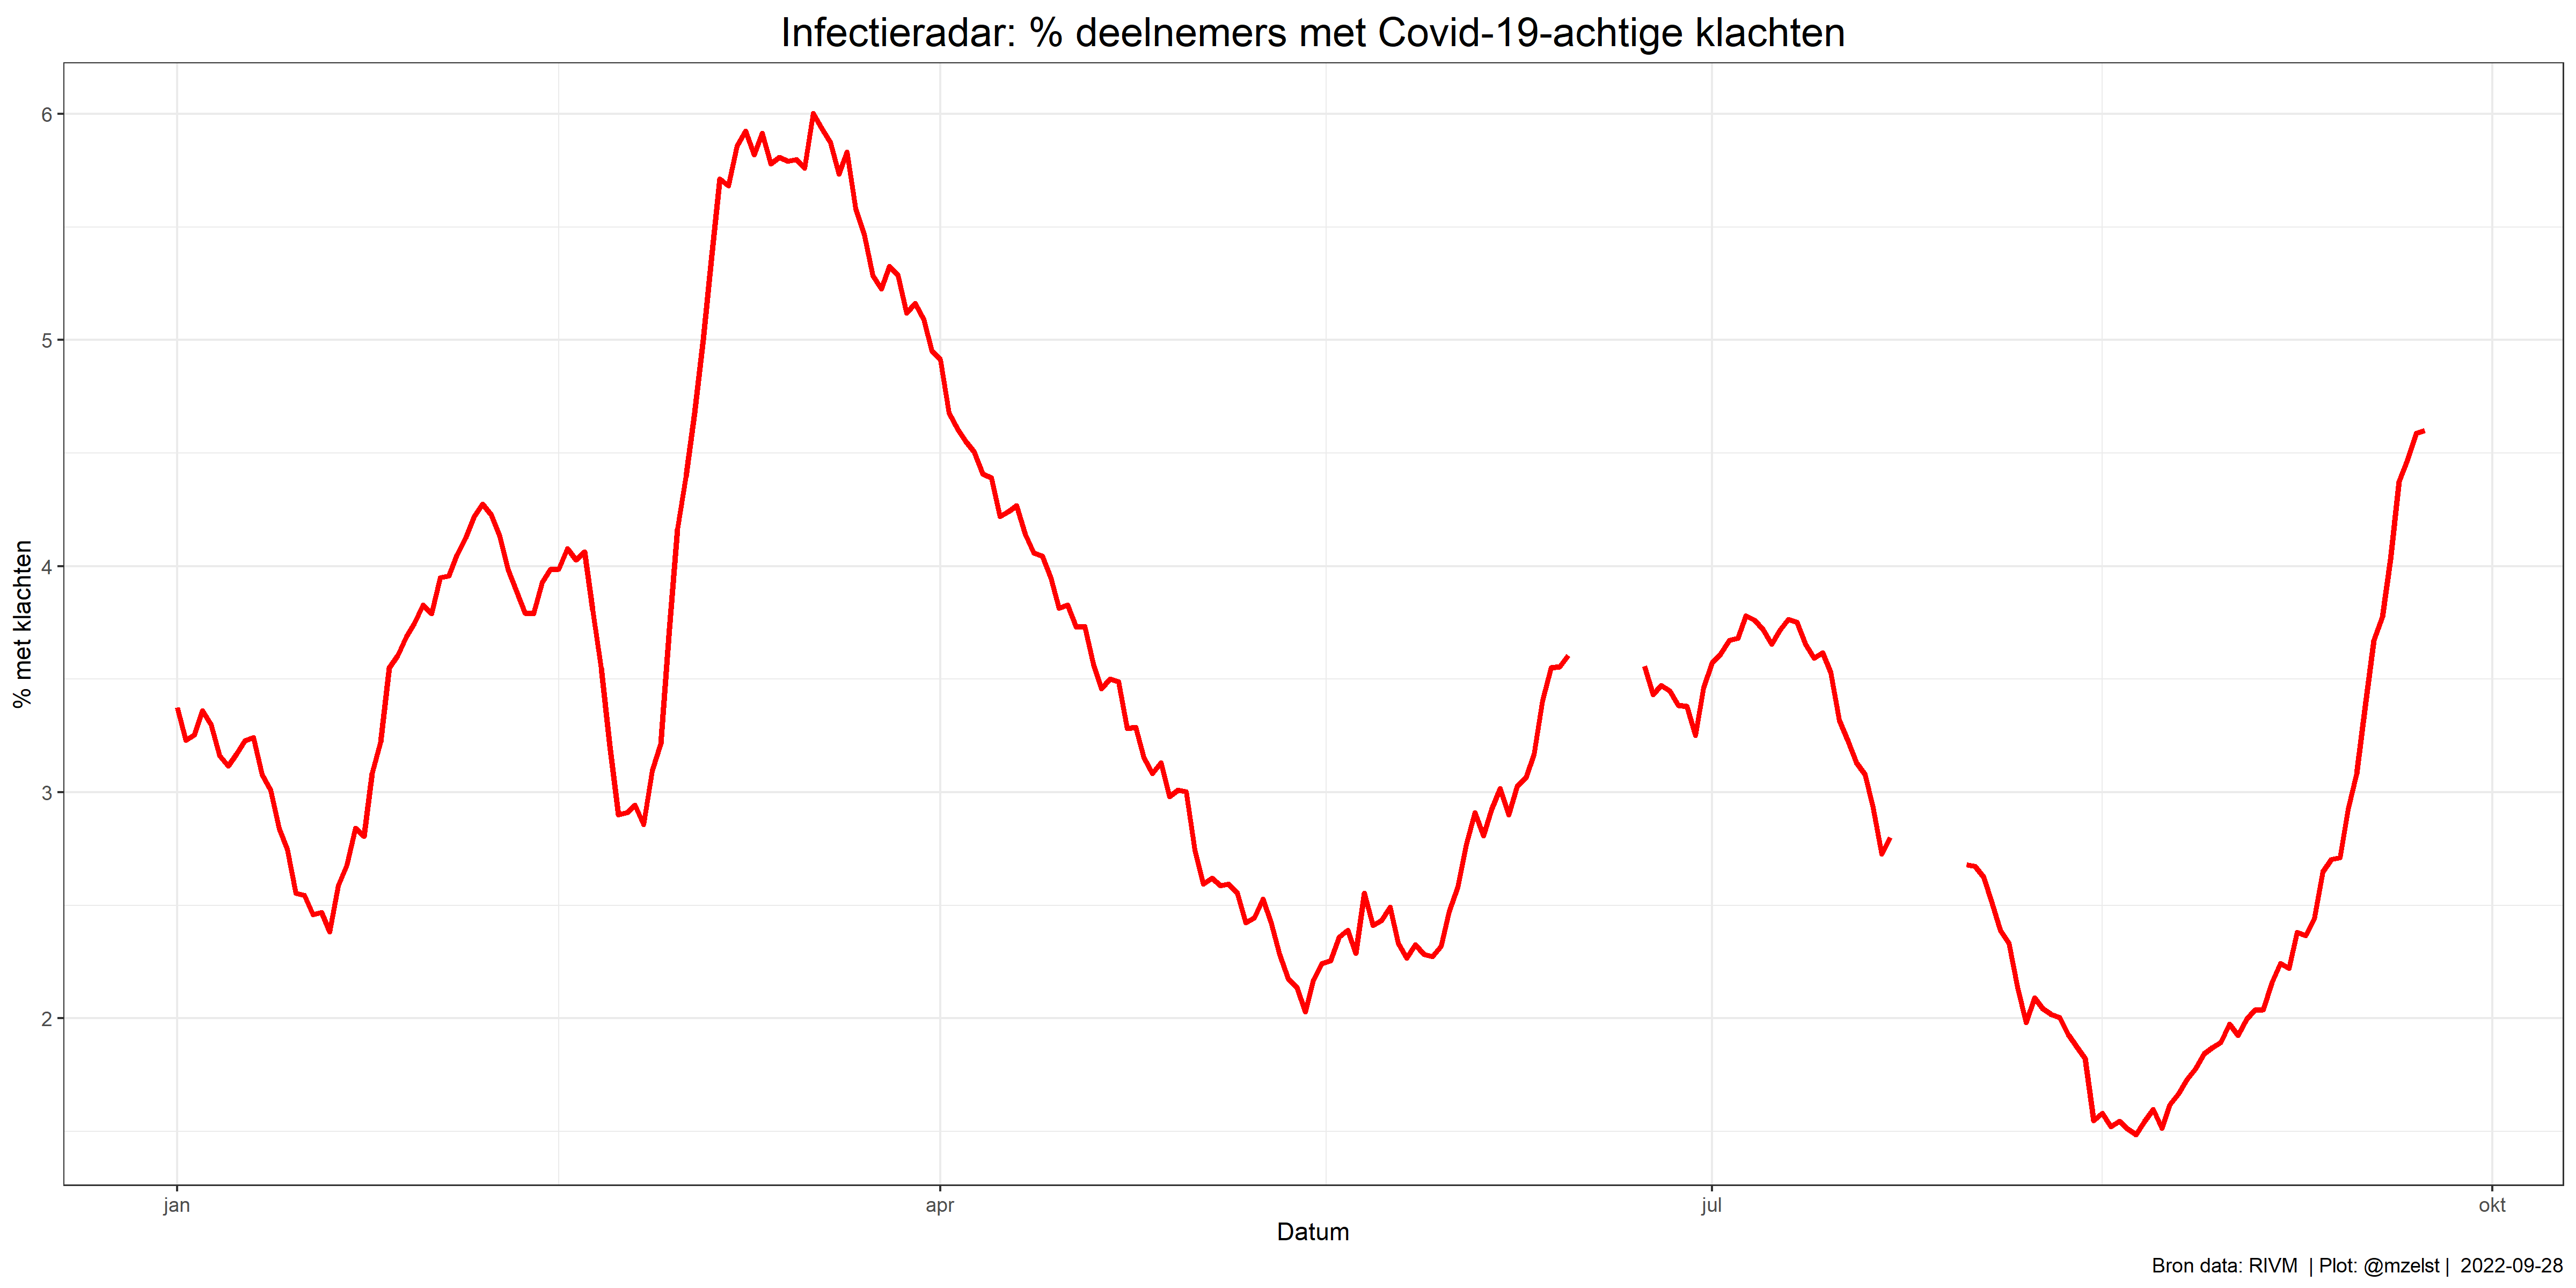 Infectieradar: % deelnemers met Covid-19-achtige klachten
% met klachten
6
5
4
3
2
jan apr jul okt
Datum
Bron data: RIVM | Plot: @mzelst | 2022-09-28